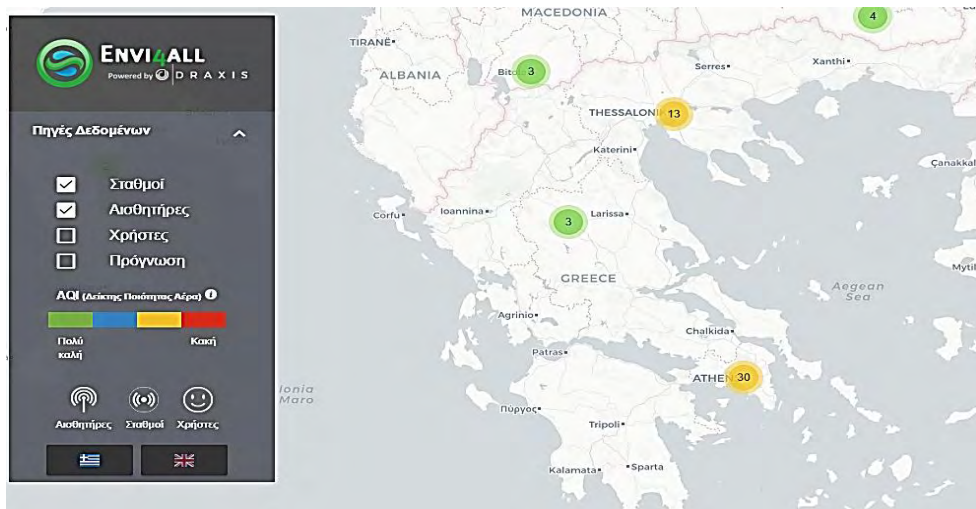 ENVI4ALL
Powered by DRAXIS
Πηγές Δεδομένων
Σταθμοί
Αισθητήρες
Χρήστες
Πρόγνωση
AQI (Δείκτης Ποιότητας Αέρα)
Πολύ
καλή
Κακή
Αισθητήρες Σταθμοί Χρήστες
MACEDONIA
4
TIRANË
ALBANIA
3
Serres
Xanthi
13
Katerini
Çanakkal
Corfu
Ioannina
3
Larissa
GREECE
Mytil
Aegean
Sea
Agrinio
Chalkida
Patras
ATHEN 30
Ionia
Maro
Πύργος
Tripoli
Kalamata
Sparta